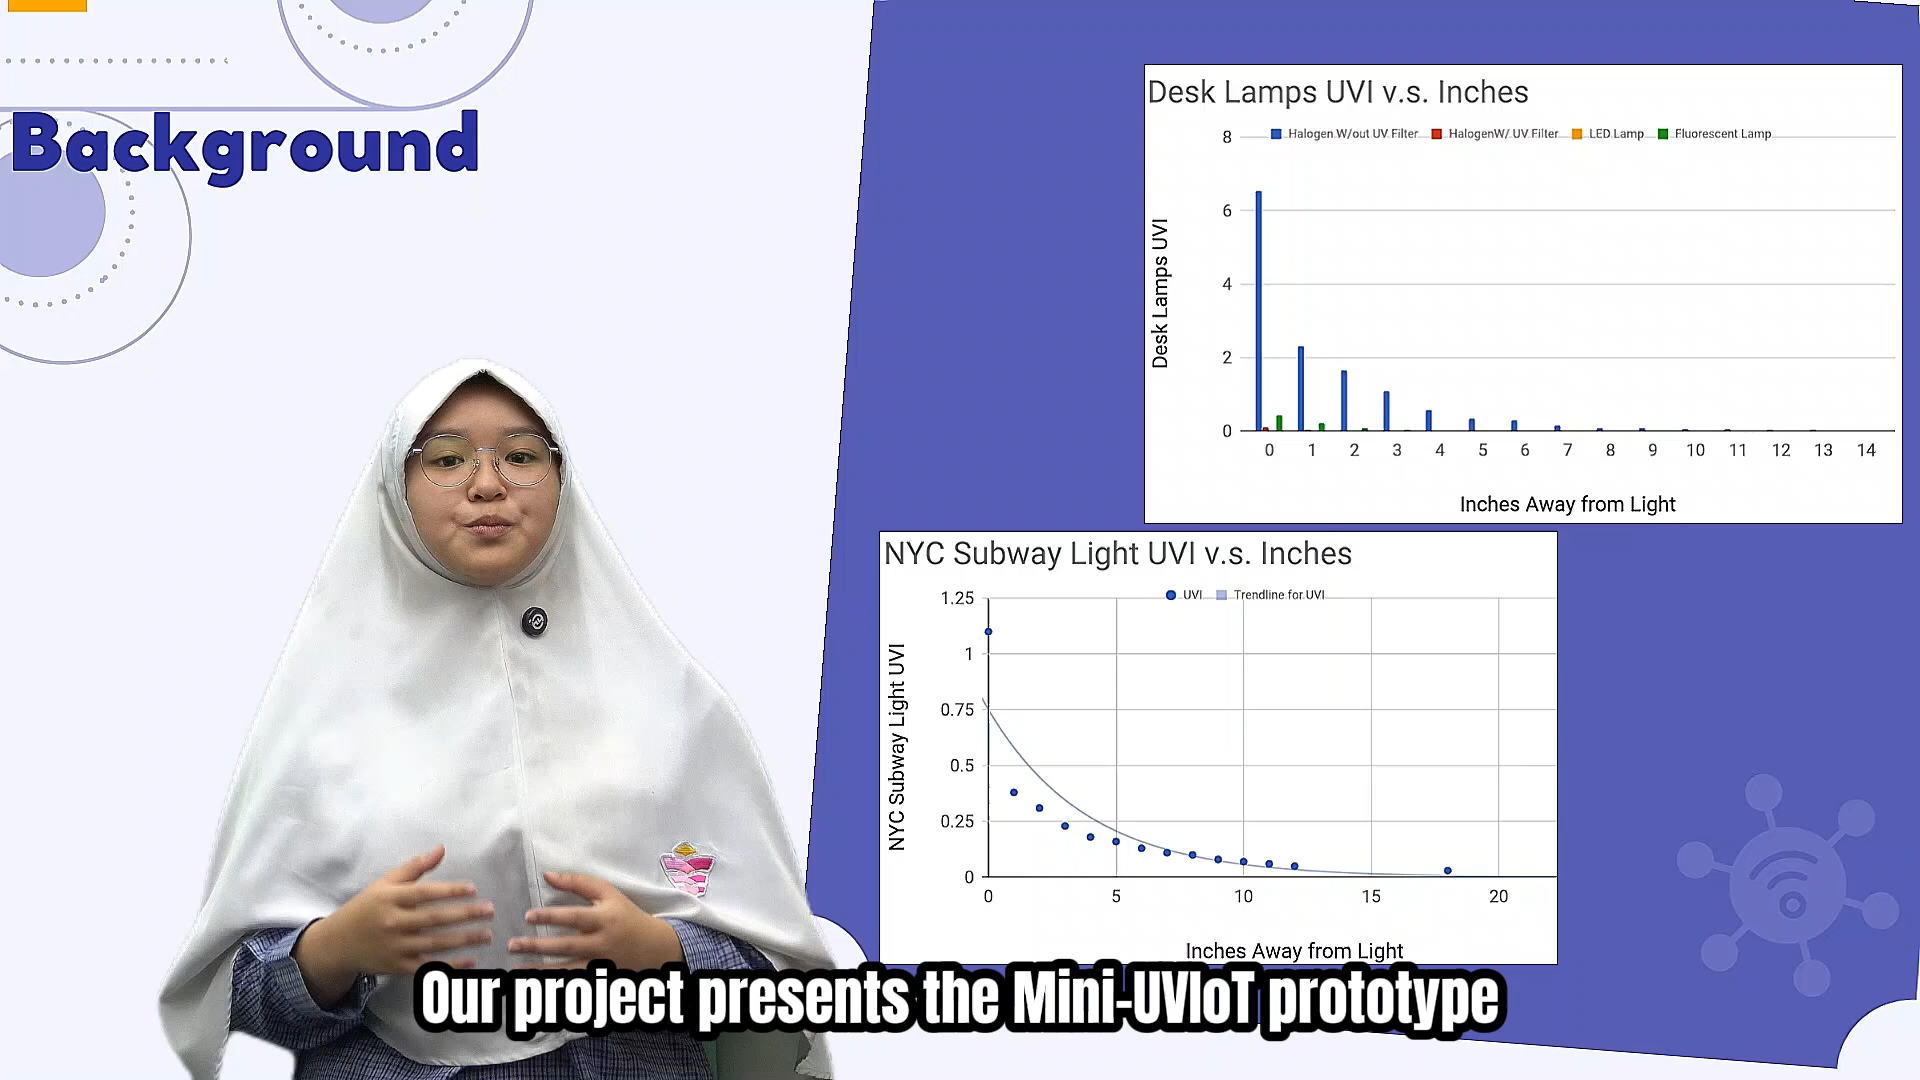 Background
Desk Lamps UVI v.s. Inches
Halogen W/out UV Filter HalogenW/ UV Filter LED Lamp Fluorescent Lamp
Desk Lamps UVI
8
6
4
2
0
0 1 2 3 4 5 6 7 8 9 10 11 12 13 14
Inches Away from Light
NYC Subway Light UVI v.s. Inches
UVI Trendline for UVI
NYC Subway Light UVI
1.25
1
0.75
0.5
0.25
0
0 5 10 15 20
Inches Away from Light
Our project presents the Mini-UVIoT prototype